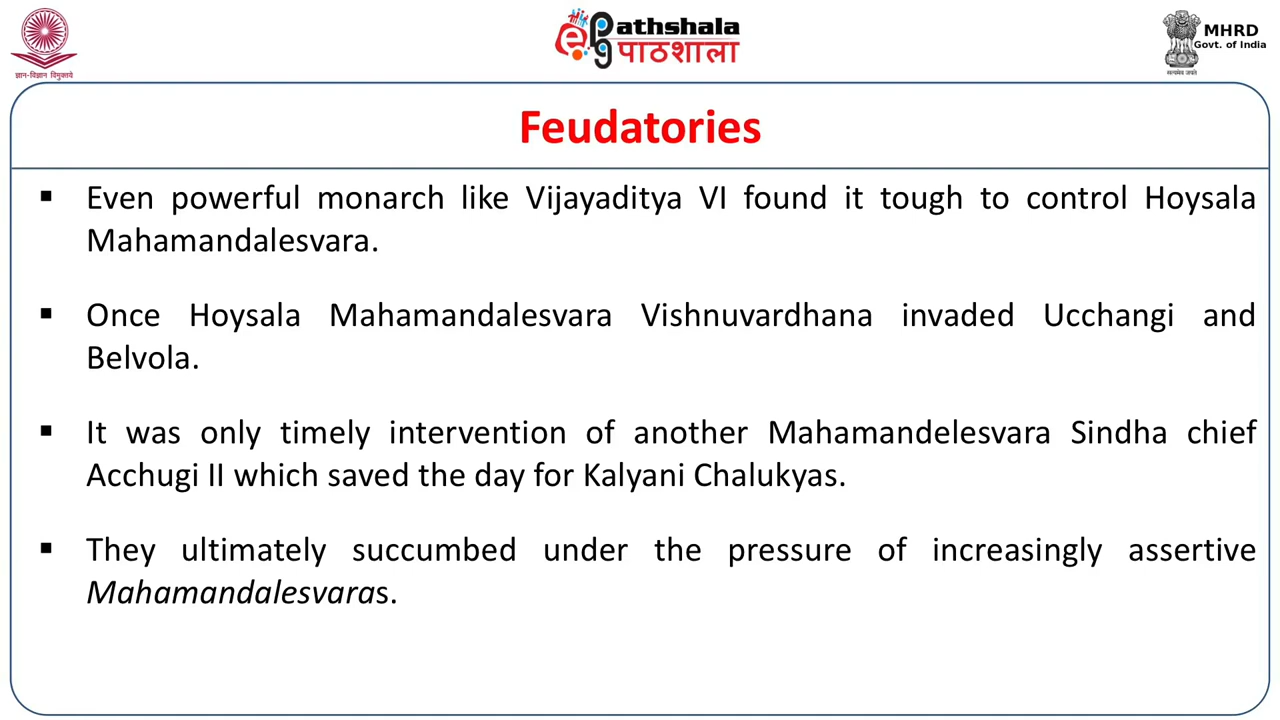 ज्ञान-विज्ञान विमुक्तये
ePathshala
पाठशाला
MHRD
Govt. of India
सत्यमेव जयते
Feudatories
▪ Even powerful monarch like Vijayaditya VI found it tough to control Hoysala
Mahamandalesvara.
▪ Once Hoysala Mahamandalesvara Vishnuvardhana invaded Ucchangi and
Belvola.
▪ It was only timely intervention of another Mahamandelesvara Sindha chief
Acchugi II which saved the day for Kalyani Chalukyas.
▪ They ultimately succumbed under the pressure of increasingly assertive
Mahamandalesvaras.